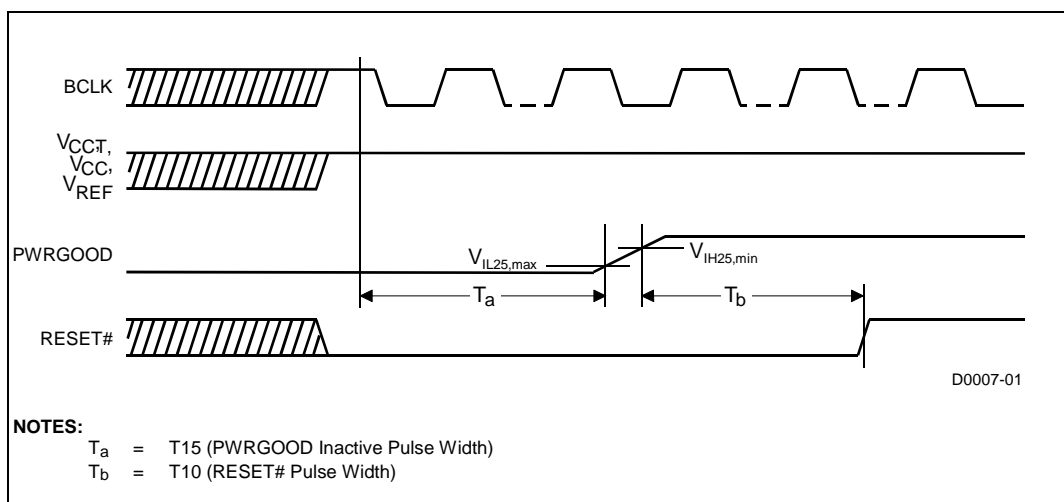 BCLK
VCCT,
VCC,
VREF
PWRGOOD
VIL25,max
VIH25,min
Ta
Tb
RESET#
D0007-01
NOTES:
Ta = T15 (PWRGOOD Inactive Pulse Width)
Tb = T10 (RESET# Pulse Width)